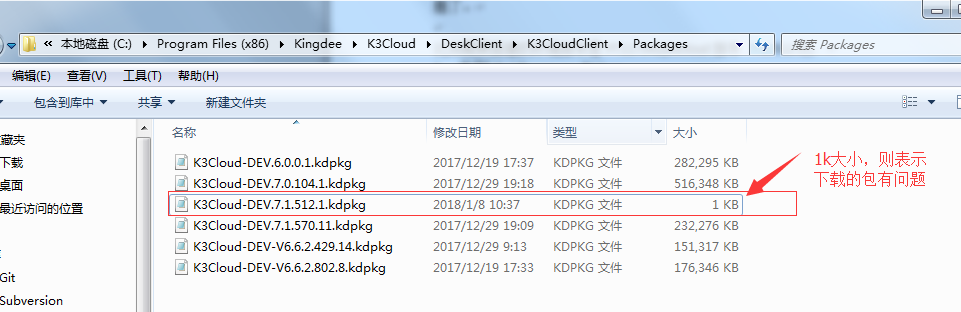 本地磁盘 (C:) Program Files (x86) Kingdee K3Cloud DeskClient K3CloudClient Packages 搜索 Packages
编辑(E) 查看(V) 工具(T) 帮助(H)
包含到库中 共享 新建文件夹
名称 修改日期 类型 大小
K3Cloud-DEV.6.0.0.1.kdpkg 2017/12/19 17:37 KDPKG 文件 282,295 KB
K3Cloud-DEV.7.0.104.1.kdpkg 2017/12/29 19:18 KDPKG 文件 516,348 KB
K3Cloud-DEV.7.1.512.1.kdpkg 2018/1/8 10:37 KDPKG 文件 1 KB
K3Cloud-DEV.7.1.570.11.kdpkg 2017/12/29 19:09 KDPKG 文件 232,276 KB
K3Cloud-DEV-V6.6.2.429.14.kdpkg 2017/12/29 9:13 KDPKG 文件 151,317 KB
K3Cloud-DEV-V6.6.2.802.8.kdpkg 2017/12/19 17:33 KDPKG 文件 176,346 KB
藏夹
下载
桌面
最近访问的位置
Git
Subversion
1k大小，则表示
下载的包有问题